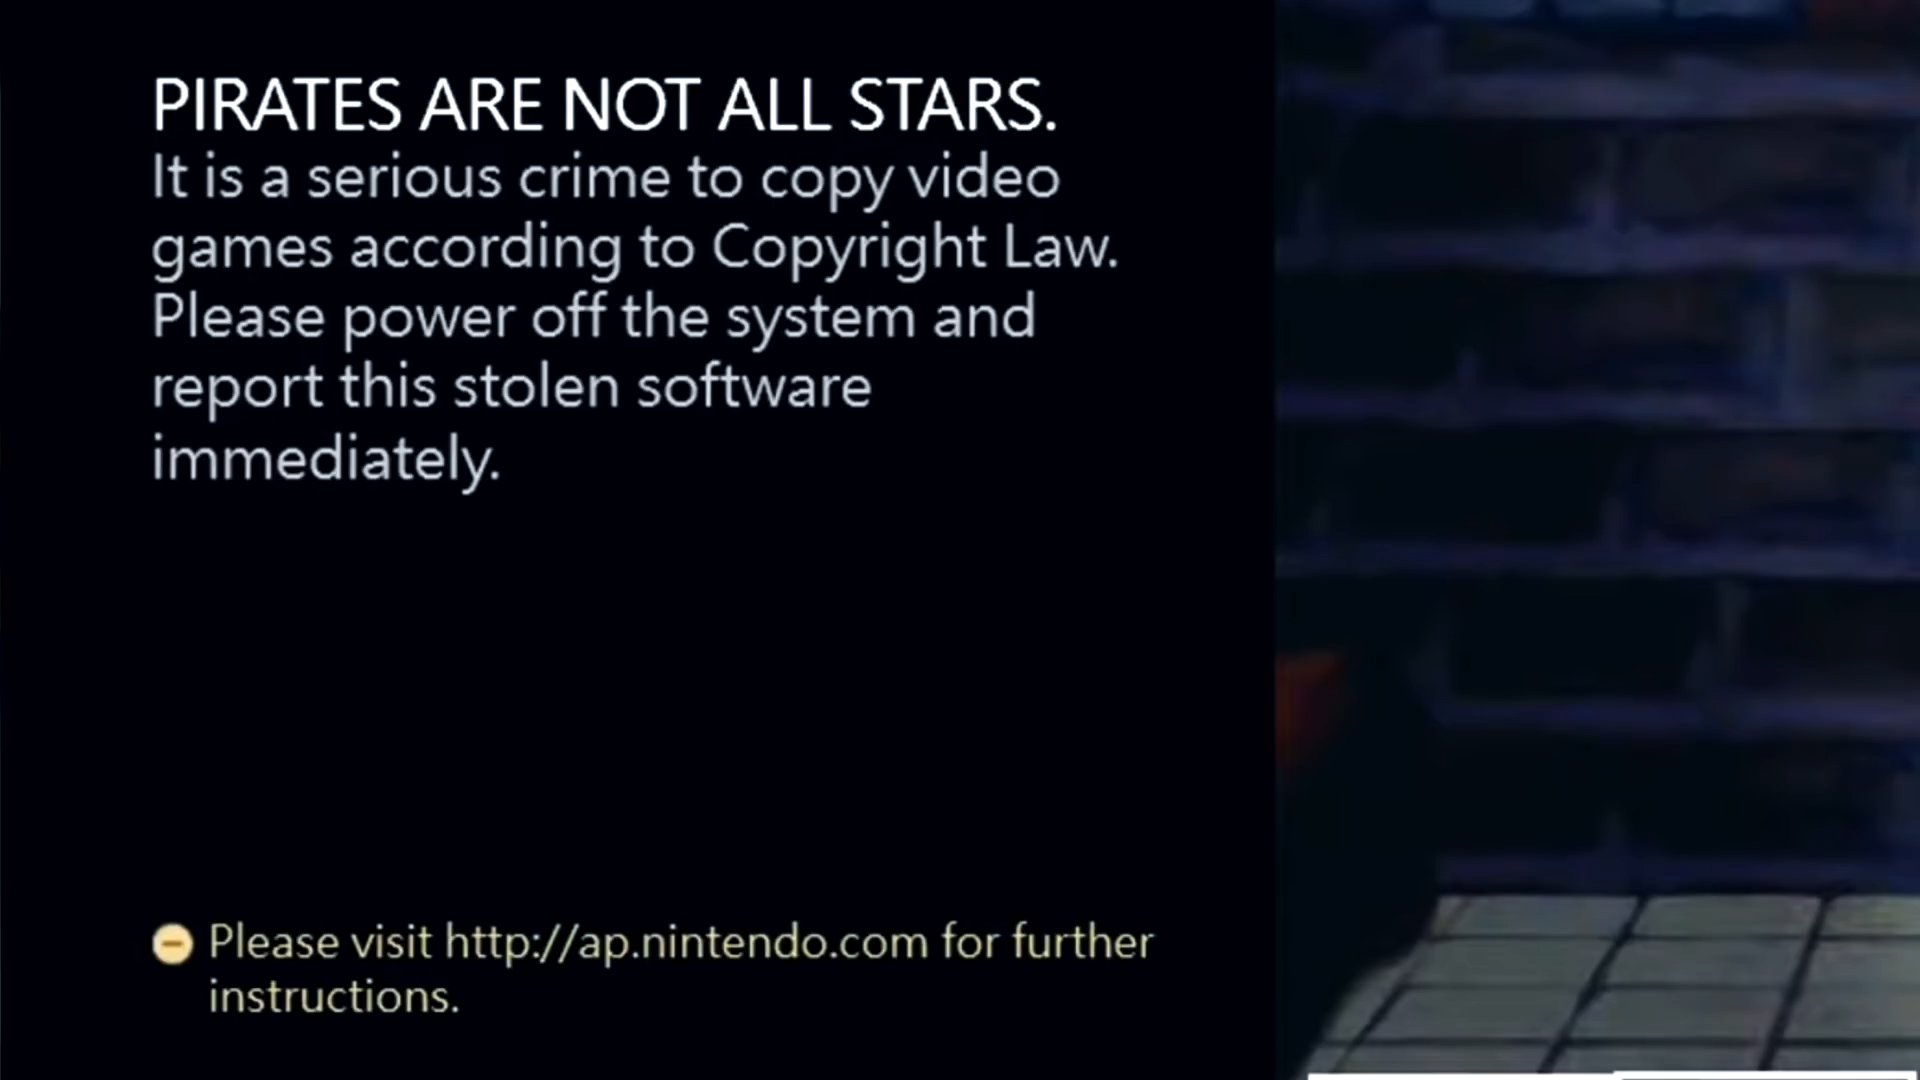 PIRATES ARE NOT ALL STARS.
It is a serious crime to copy video
games according to Copyright Law.
Please power off the system and
report this stolen software
immediately.
Please visit http://ap.nintendo.com for further
instructions.